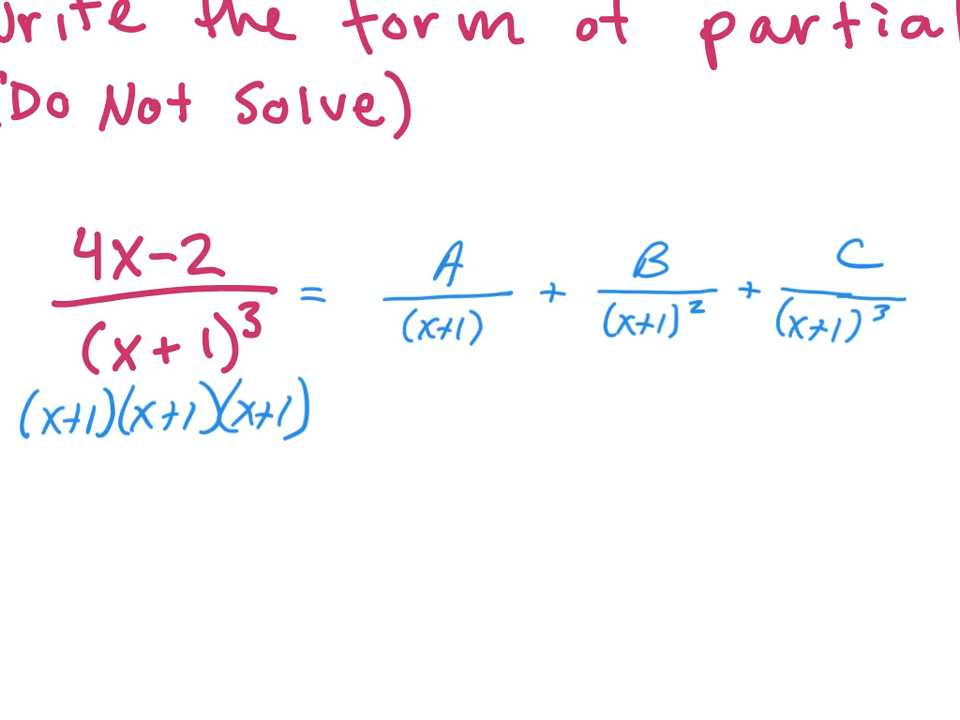 write the form of partial
(Do Not Solve)
4x-2/(x+1)^3 = A/(x+1) + B/(x+1)^2 + C/(x+1)^3
(x+1)(x+1)(x+1)